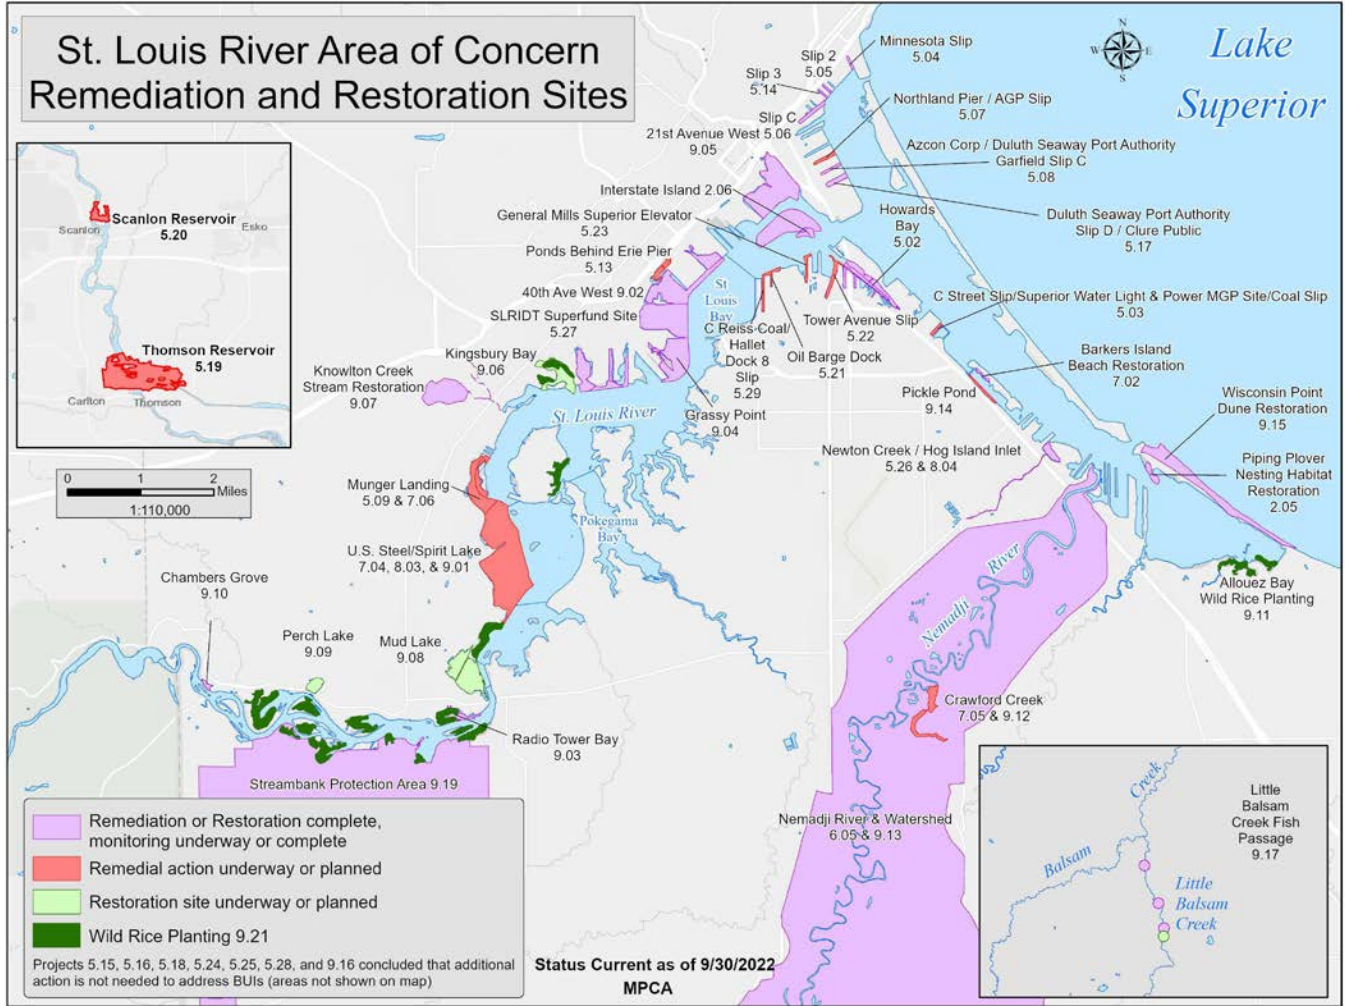 St. Louis River Area of Concern
Remediation and Restoration Sites
N
W
E
S
Lake
Superior
Minnesota Slip
5.04
Slip 2
5.05
Slip 3
5.14
Northland Pier / AGP Slip
5.07
Slip C
5.06
21st Avenue West
9.05
Azcon Corp / Duluth Seaway Port Authority
Garfield Slip C
5.08
Interstate Island 2.06
General Mills Superior Elevator
5.23
Howards
Bay
5.02
Duluth Seaway Port Authority
Slip D / Clure Public
5.17
Ponds Behind Erie Pier
5.13
40th Ave West 9.02
SLRIDT Superfund Site
5.27
St
Louis
Bay
C Reiss-Coal/
Hallet
Dock 8
Slip
5.29
Oil Barge Dock
5.21
Tower Avenue Slip
5.22
C Street Slip/Superior Water Light & Power MGP Site/Coal Slip
5.03
Barkers Island
Beach Restoration
7.02
Kingsbury Bay
9.06
Knowlton Creek
Stream Restoration
9.07
St. Louis River
Grassy Point
9.04
Pickle Pond
9.14
Wisconsin Point
Dune Restoration
9.15
Newton Creek / Hog Island Inlet
5.26 & 8.04
Piping Plover
Nesting Habitat
Restoration
2.05
Munger Landing
5.09 & 7.06
Pokegama
Bay
U.S. Steel/Spirit Lake
7.04, 8.03, & 9.01
Nemadji
River
Allouez Bay
Wild Rice Planting
9.11
Chambers Grove
9.10
Perch Lake
9.09
Mud Lake
9.08
Crawford Creek
7.05 & 9.12
Radio Tower Bay
9.03
Streambank Protection Area 9.19
Nemadji River & Watershed
6.05 & 9.13
Scanlon Reservoir
5.20
Scanlon
Esko
Thomson Reservoir
5.19
Carlton
Thomson
0
1
2
Miles
1:110,000
Remediation or Restoration complete,
monitoring underway or complete
Remedial action underway or planned
Restoration site underway or planned
Wild Rice Planting 9.21
Projects 5.15, 5.16, 5.18, 5.24, 5.25, 5.28, and 9.16 concluded that additional
action is not needed to address BUIs (areas not shown on map)
Status Current as of 9/30/2022
MPCA
Little
Balsam
Creek Fish
Passage
9.17
Balsam
Creek
Little
Balsam
Creek